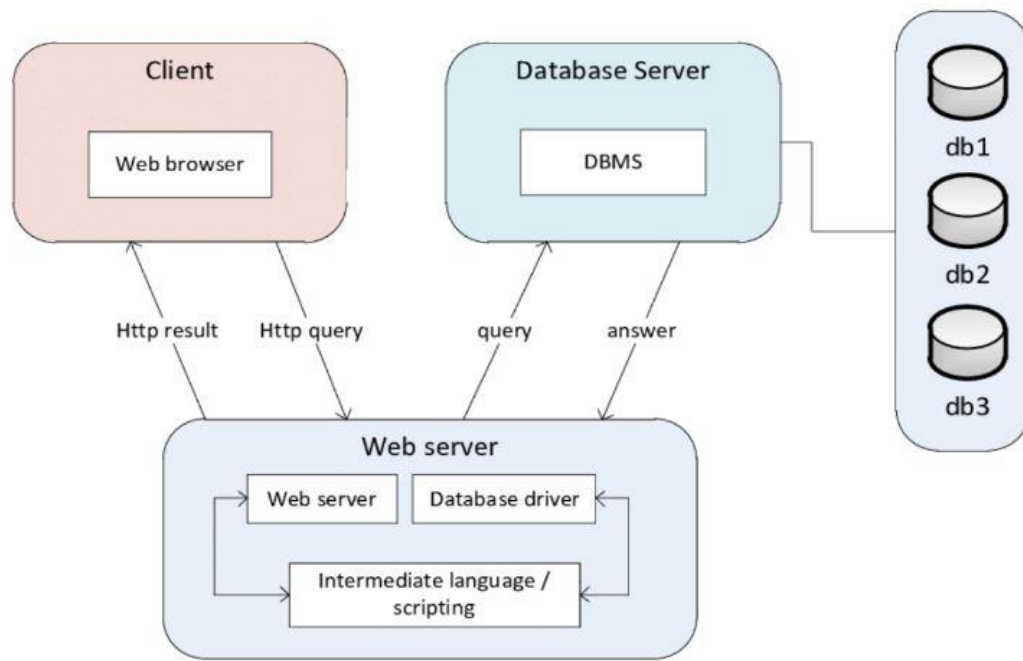 Client
Web browser
Database Server
DBMS
db1
db2
db3
Http result
Http query
query
answer
Web server
Web server
Database driver
Intermediate language /
scripting